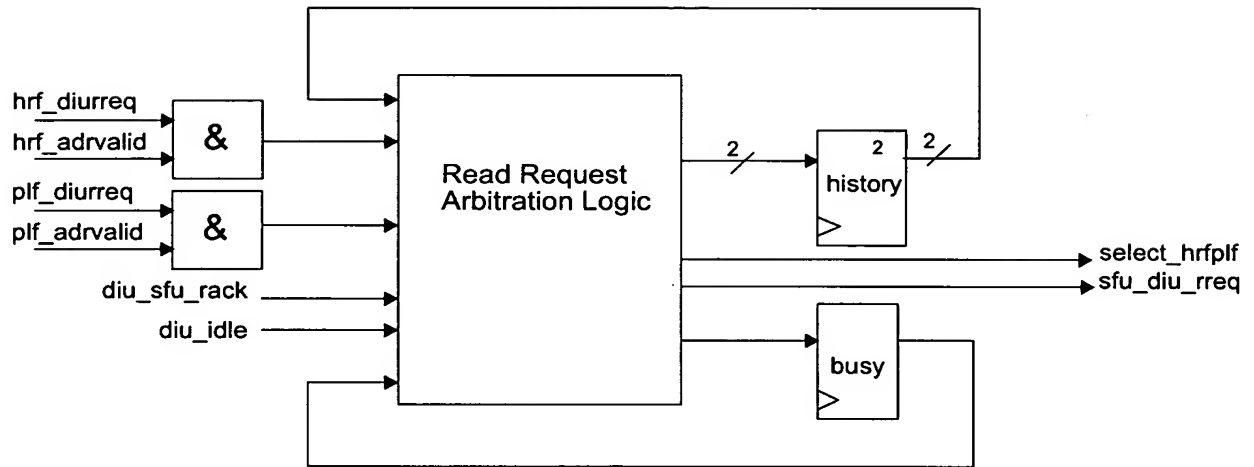 hrf_diurreq
hrf_adrvalid
&
plf_diurreq
plf_adrvalid
&
diu_sfu_rack
diu_idle
Read Request
Arbitration Logic
2
2
2
history
select_hrfplf
sfu_diu_rreq
busy